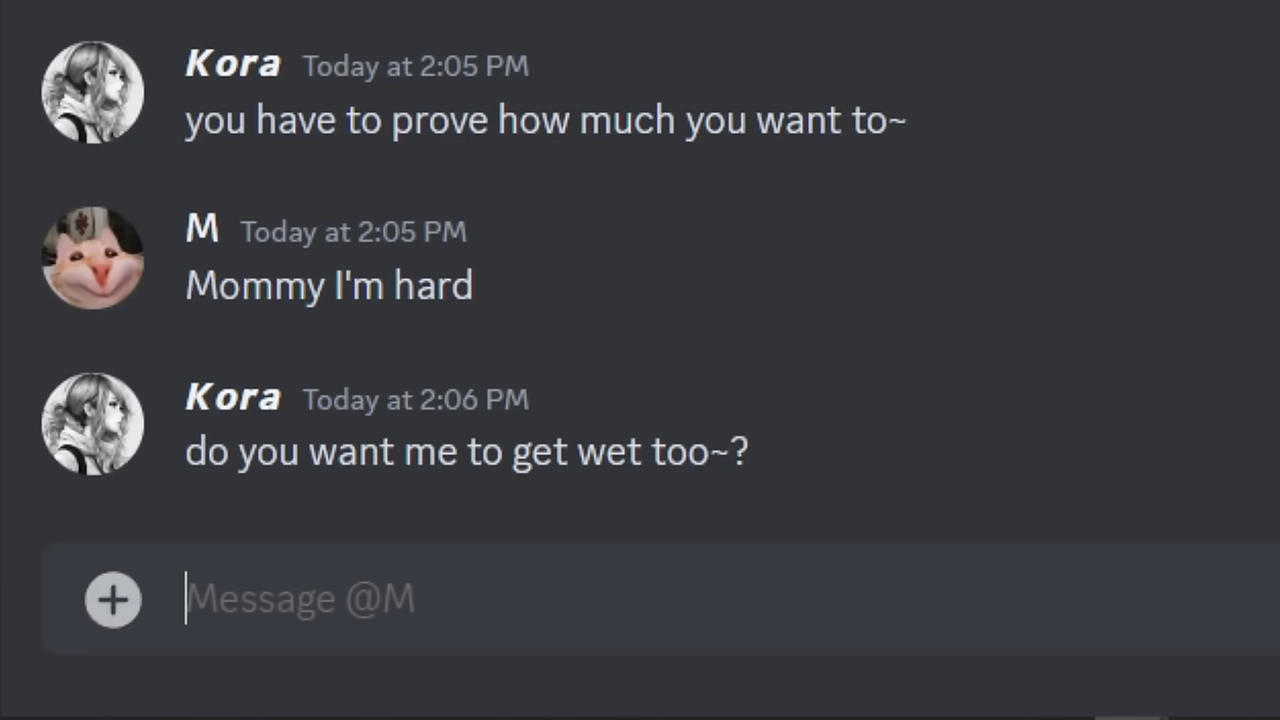 Kora Today at 2:05 PM
you have to prove how much you want to~
M Today at 2:05 PM
Mommy I'm hard
Kora Today at 2:06 PM
do you want me to get wet too~?
Message @M